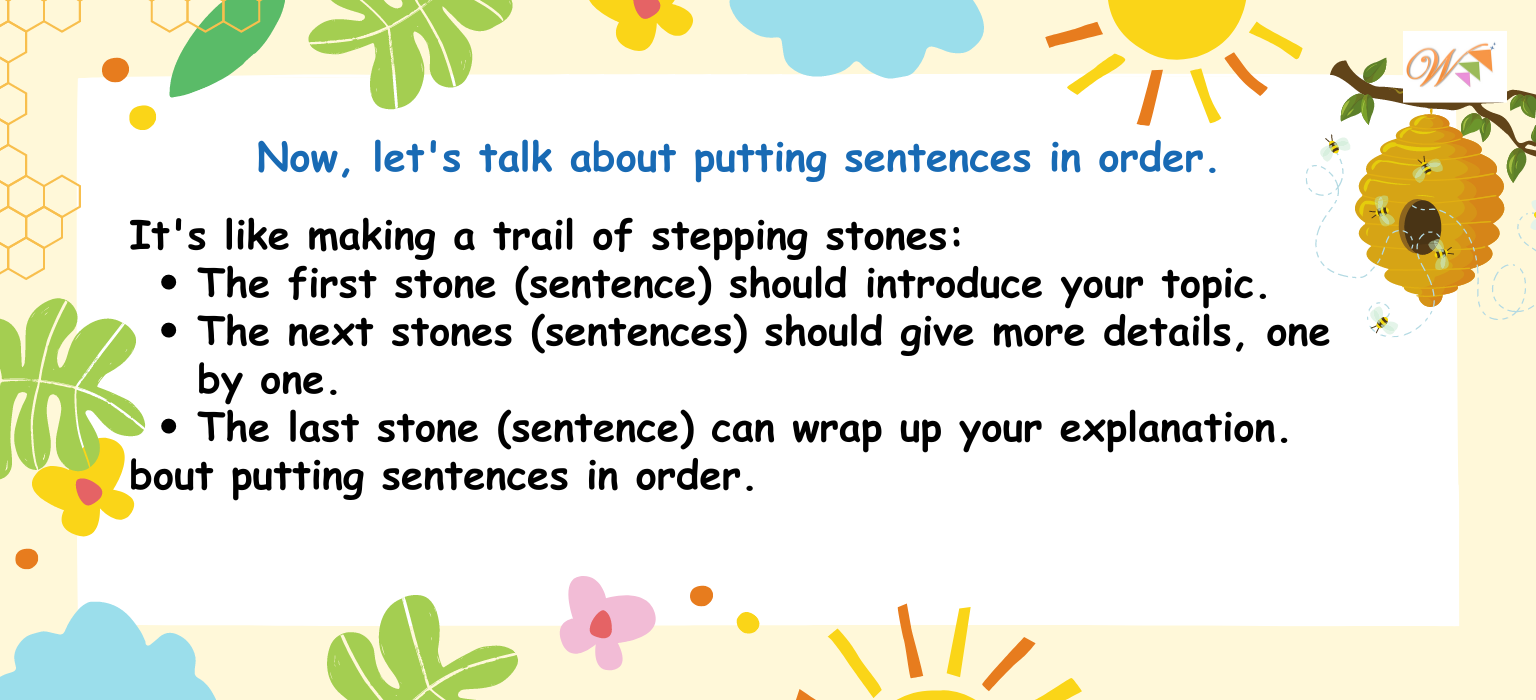 Now, let's talk about putting sentences in order.
It's like making a trail of stepping stones:
• The first stone (sentence) should introduce your topic.
• The next stones (sentences) should give more details, one
by one.
• The last stone (sentence) can wrap up your explanation.
bout putting sentences in order.
W